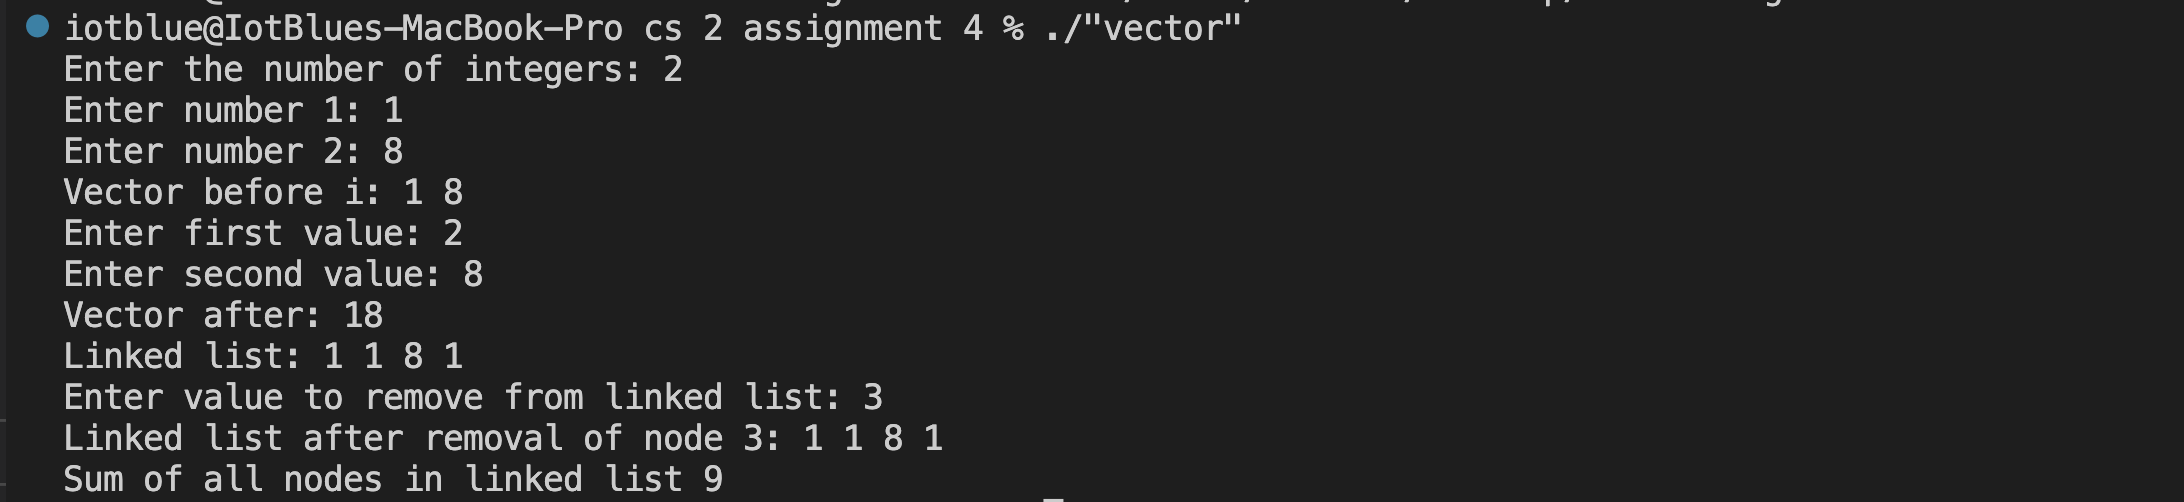 iotblue@IotBlues-MacBook-Pro cs 2 assignment 4 % ./"vector"
Enter the number of integers: 2
Enter number 1: 1
Enter number 2: 8
Vector before i: 1 8
Enter first value: 2
Enter second value: 8
Vector after: 18
Linked list: 1 1 8 1
Enter value to remove from linked list: 3
Linked list after removal of node 3: 1 1 8 1
Sum of all nodes in linked list 9